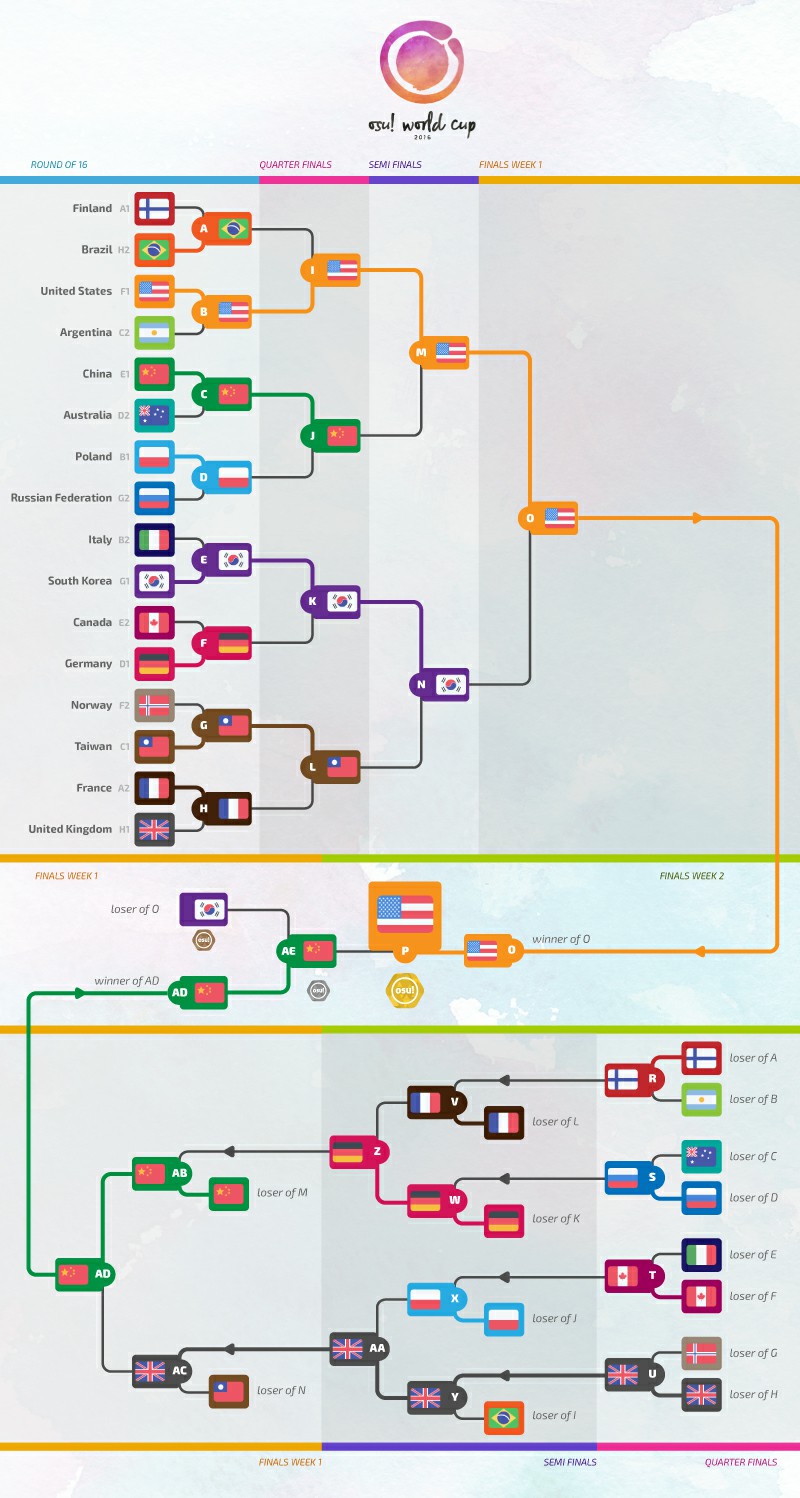 osu! world cup
2016
ROUND OF 16 QUARTER FINALS SEMI FINALS FINALS WEEK 1
Finland A1
A
Brazil H2
I
United States F1
B
Argentina C2
M
China E1
C
Australia D2
J
Poland B1
D
Russian Federation G2
O
Italy B2
E
South Korea G1
K
Canada E2
F
Germany D1
N
Norway F2
G
Taiwan C1
L
France A2
H
United Kingdom H1
FINALS WEEK 1 FINALS WEEK 2
loser of O
osu!
AE P O winner of O
winner of AD
AD osu! osu!
R loser of A
V loser of B
loser of L
Z loser of C
AB S
loser of M W loser of D
loser of K
AD T loser of E
X loser of F
loser of J
AA loser of G
AC U
loser of N Y loser of H
loser of I
FINALS WEEK 1 SEMI FINALS QUARTER FINALS